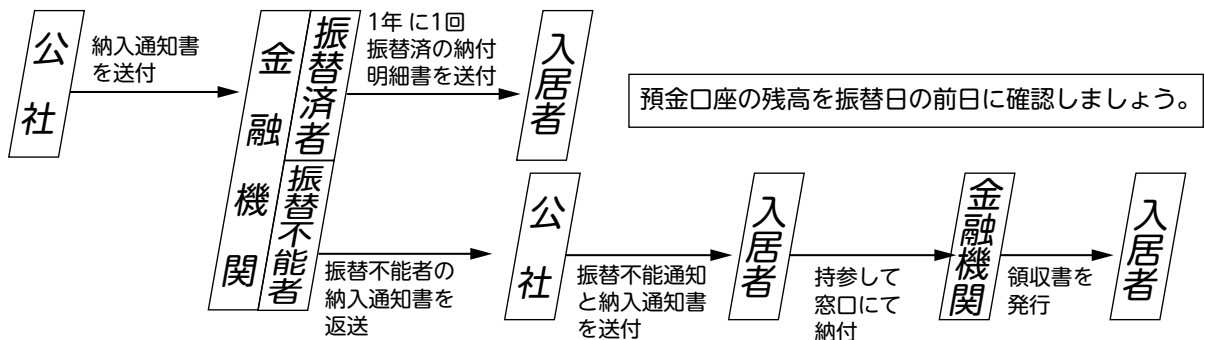 公社
納入通知書
を送付
金融機関
振替済者
振替不能者
1年に1回
振替済の納付
明細書を送付
入居者
預金口座の残高を振替日の前日に確認しましょう。
振替不能者の
納入通知書を
返送
公社
振替不能通知
と納入通知書
を送付
入居者
持参して
窓口にて
納付
金融機関
領収書を
発行
入居者